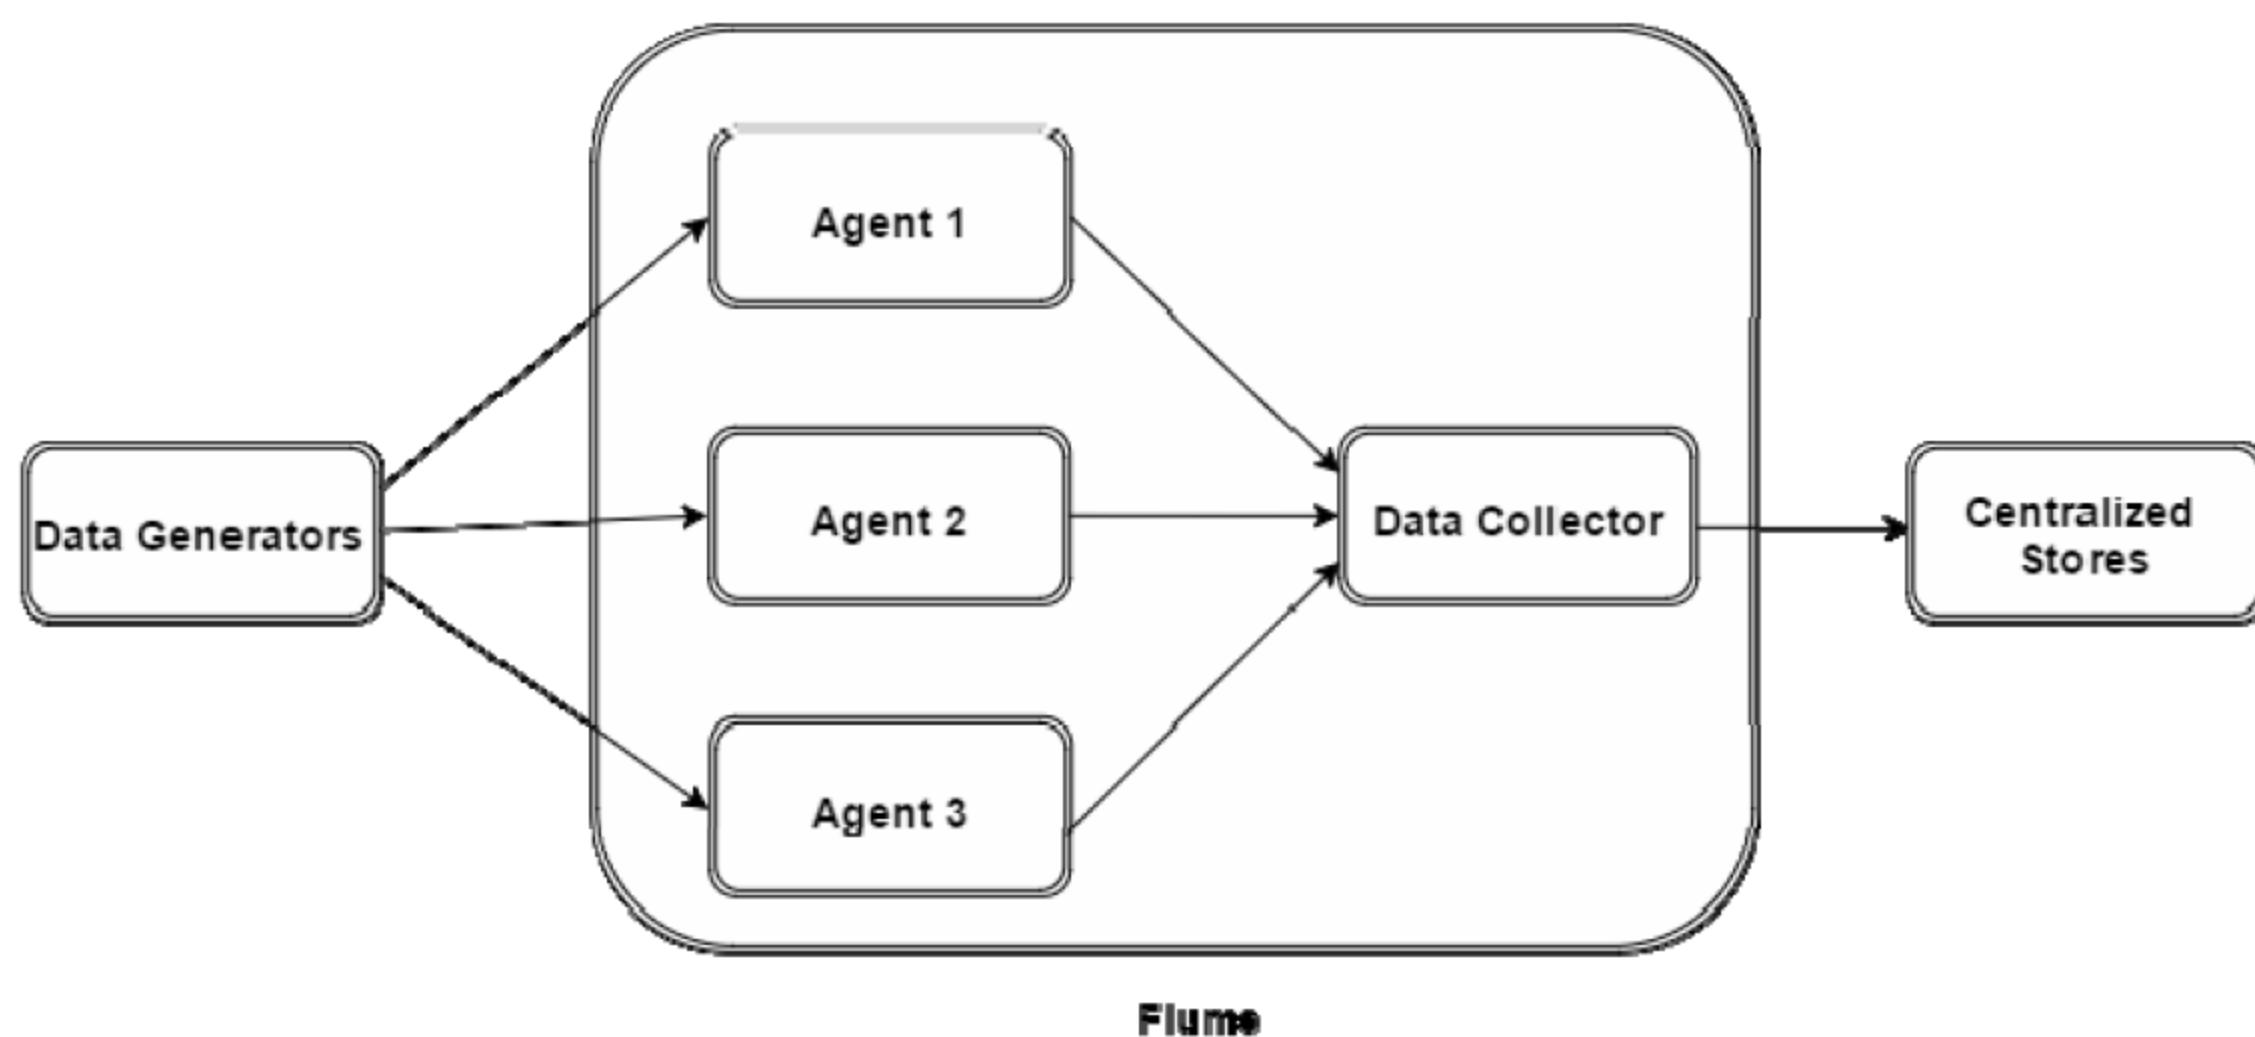 Agent 1
Data Generators
Agent 2
Data Collector
Centralized
Stores
Agent 3
Flume